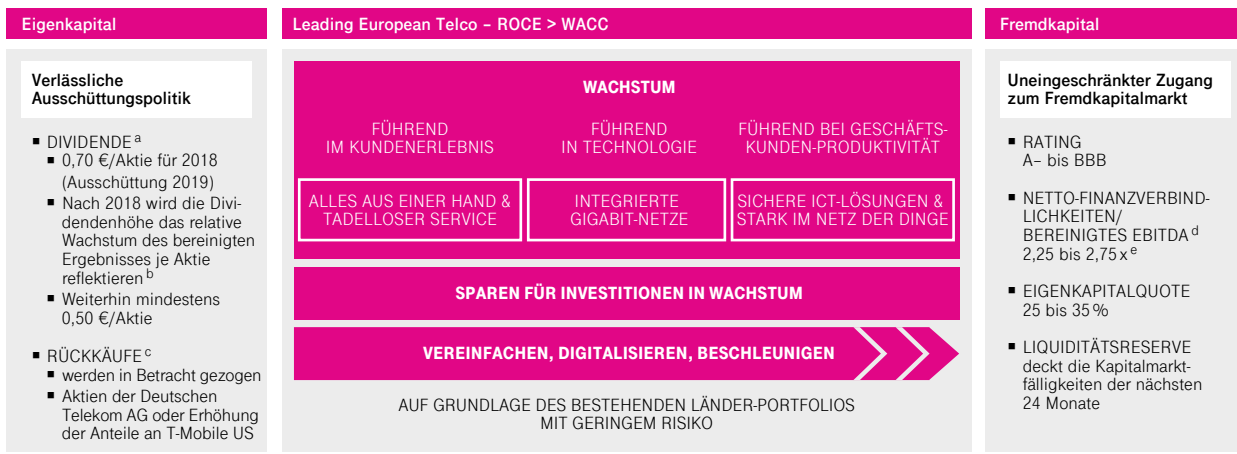 Eigenkapital
Verlässliche
Ausschüttungspolitik
▪ DIVIDENDE a
▪ 0,70 €/Aktie für 2018
(Ausschüttung 2019)
▪ Nach 2018 wird die Divi-
dendenhöhe das relative
Wachstum des bereinigten
Ergebnisses je Aktie
reflektieren b
▪ Weiterhin mindestens
0,50 €/Aktie
▪ RÜCKKÄUFE c
▪ werden in Betracht gezogen
▪ Aktien der Deutschen
Telekom AG oder Erhöhung
der Anteile an T-Mobile US
Leading European Telco – ROCE > WACC
WACHSTUM
FÜHREND
IM KUNDENERLEBNIS
ALLES AUS EINER HAND &
TADELLOSER SERVICE
FÜHREND
IN TECHNOLOGIE
INTEGRIERTE
GIGABIT-NETZE
FÜHREND BEI GESCHÄFTS-
KUNDEN-PRODUKTIVITÄT
SICHERE ICT-LÖSUNGEN &
STARK IM NETZ DER DINGE
SPAREN FÜR INVESTITIONEN IN WACHSTUM
VEREINFACHEN, DIGITALISIEREN, BESCHLEUNIGEN
AUF GRUNDLAGE DES BESTEHENDEN LÄNDER-PORTFOLIOS
MIT GERINGEM RISIKO
Fremdkapital
Uneingeschränkter Zugang
zum Fremdkapitalmarkt
▪ RATING
A– bis BBB
▪ NETTO-FINANZVERBIND-
LICHKEITEN/
BEREINIGTES EBITDA d
2,25 bis 2,75 x e
▪ EIGENKAPITALQUOTE
25 bis 35 %
▪ LIQUIDITÄTSRESERVE
deckt die Kapitalmarkt-
fälligkeiten der nächsten
24 Monate